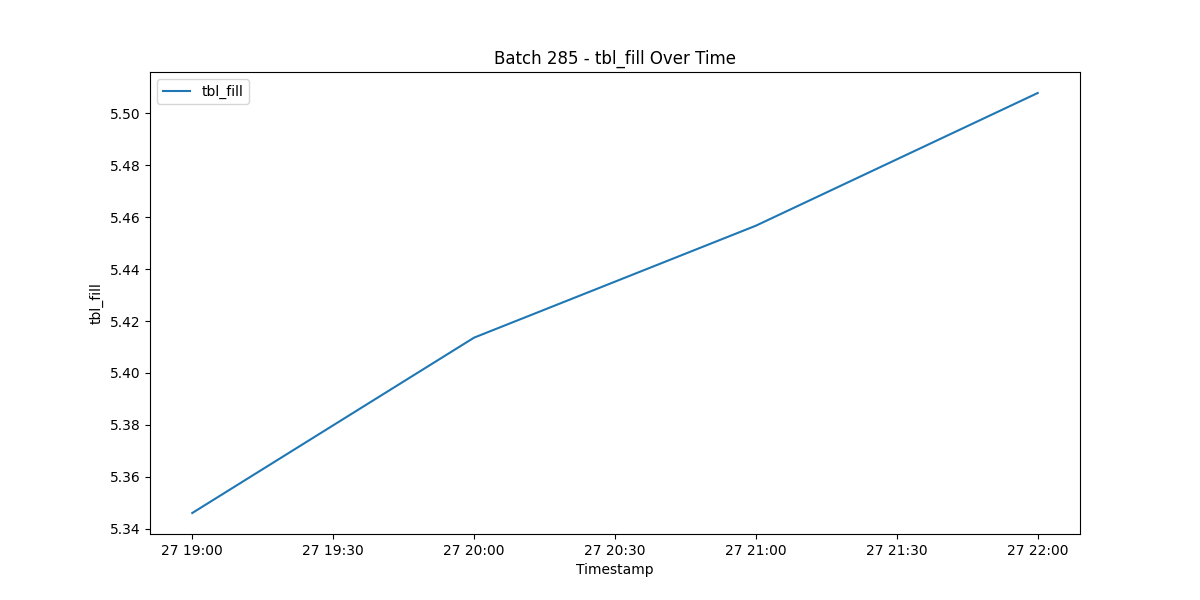 Batch 285 - tbl_fill Over Time
tbl_fill
5.50
5.48
5.46
5.44
5.42
5.40
5.38
5.36
5.34
tbl_fill
27 19:00 27 19:30 27 20:00 27 20:30 27 21:00 27 21:30 27 22:00
Timestamp